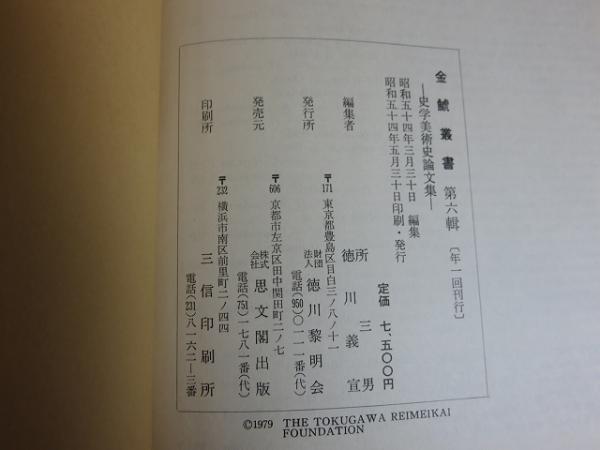 金鯱叢書 第六輯 〔年一回刊行〕
―史学美術史論文集―
昭和五十四年三月三十日 編集
昭和五十四年五月三十日印刷・発行
定価 七、五〇〇円
編集者 所三男
徳川義宣
〒171 東京都豊島区目白三ノ八ノ十一
発行所 財団法人 徳川黎明会
電話(950)〇一一一番(代)
〒606 京都市左京区田中関田町二ノ七
発売元 株式会社 思文閣出版
電話(751)一七八一番(代)
〒232 横浜市南区前里町二ノ四四
印刷所 三信印刷所
電話(231)八一六二―三番
©1979 THE TOKUGAWA REIMEIKAI
FOUNDATION